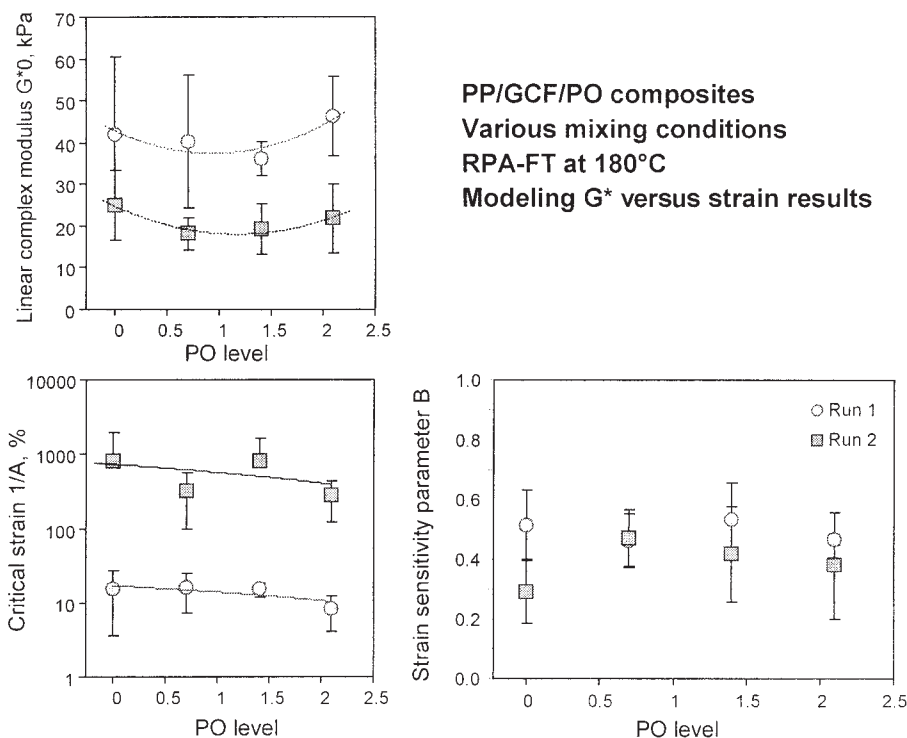 Linear complex modulus G*0, kPa
70
60
50
40
30
20
10
0
0 0.5 1 1.5 2 2.5
PO level
PP/GCF/PO composites
Various mixing conditions
RPA-FT at 180°C
Modeling G* versus strain results
Critical strain 1/A, %
10000
1000
100
10
1
0 0.5 1 1.5 2 2.5
PO level
Strain sensitivity parameter B
1.0
0.8
0.6
0.4
0.2
0.0
0 0.5 1 1.5 2 2.5
PO level
Run 1
Run 2